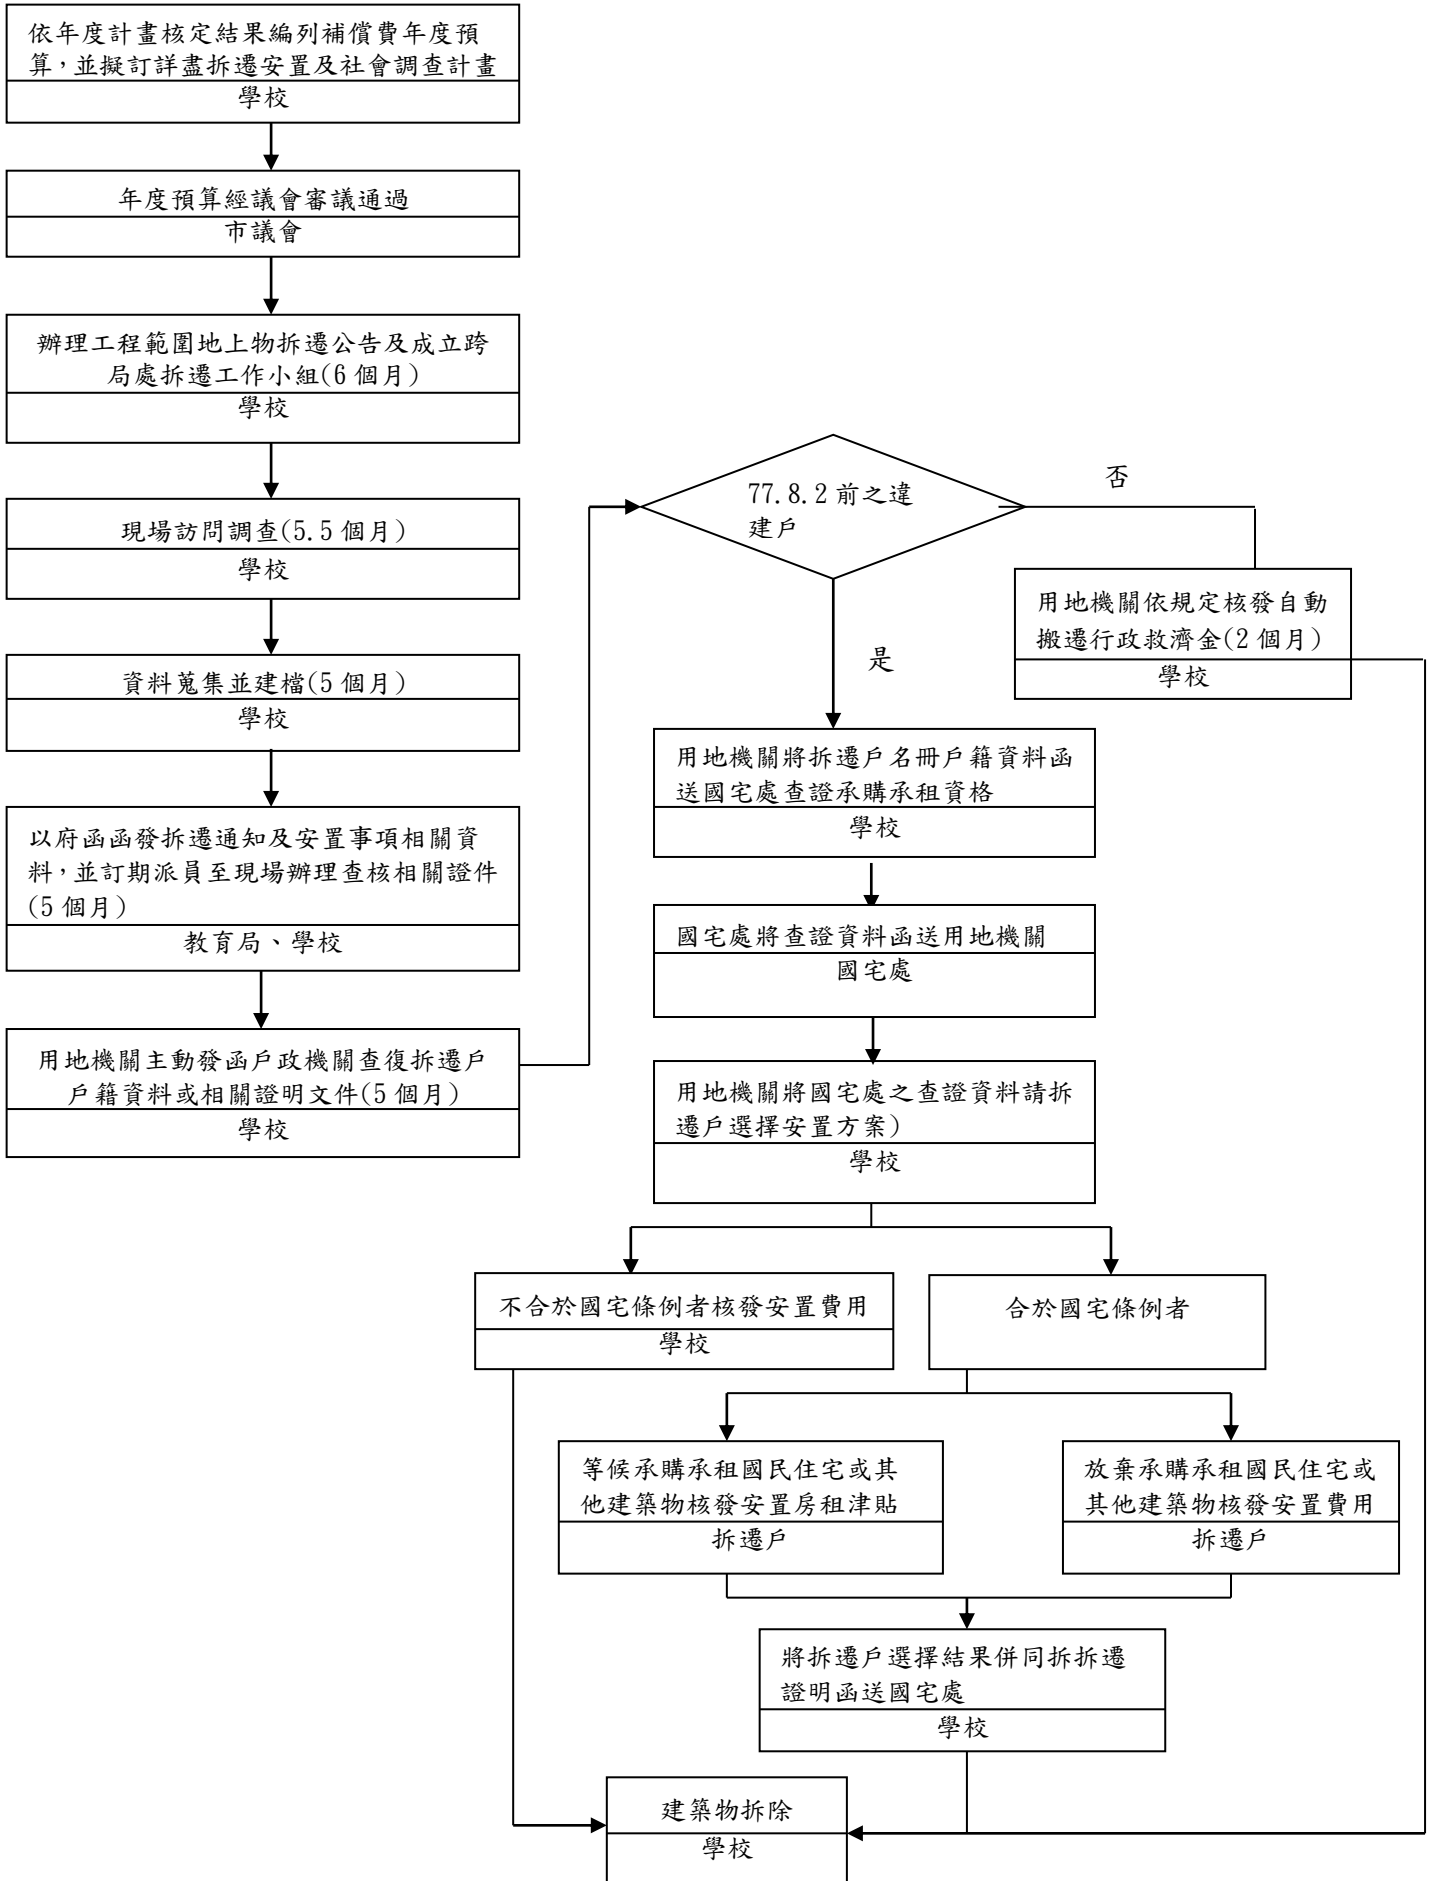 依年度計畫核定結果編列補償費年度預
算，並擬訂詳盡拆遷安置及社會調查計畫
學校
年度預算經議會審議通過
市議會
辦理工程範圍地上物拆遷公告及成立跨
局處拆遷工作小組(6 個月)
學校
現場訪問調查(5.5 個月)
學校
資料蒐集並建檔(5 個月)
學校
以府函函發拆遷通知及安置事項相關資
料，並訂期派員至現場辦理查核相關證件
(5 個月)
教育局、學校
用地機關主動發函戶政機關查復拆遷戶
戶籍資料或相關證明文件(5 個月)
學校
77.8.2 前之違
建戶
否
是
用地機關依規定核發自動
搬遷行政救濟金(2 個月)
學校
用地機關將拆遷戶名冊戶籍資料函
送國宅處查證承購承租資格
學校
國宅處將查證資料函送用地機關
國宅處
用地機關將國宅處之查證資料請拆
遷戶選擇安置方案)
學校
不合於國宅條例者核發安置費用
學校
合於國宅條例者
等候承購承租國民住宅或其
他建築物核發安置房租津貼
拆遷戶
放棄承購承租國民住宅或
其他建築物核發安置費用
拆遷戶
將拆遷戶選擇結果併同拆拆遷
證明函送國宅處
學校
建築物拆除
學校